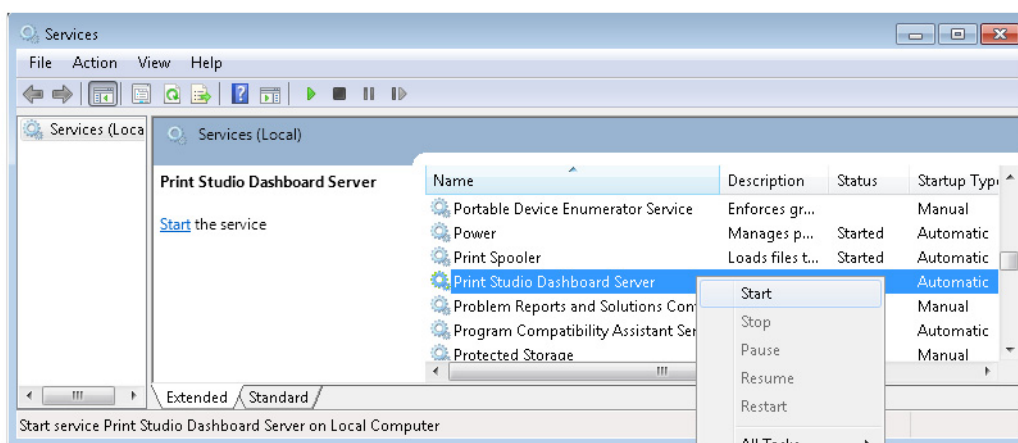 Services
File Action View Help
Services (Loca
Services (Local)
Print Studio Dashboard Server
Start the service
Name Description Status Startup Typ
Portable Device Enumerator Service Enforces gr... Manual
Power Manages p... Started Automatic
Print Spooler Loads files t... Started Automatic
Print Studio Dashboard Server Automatic
Problem Reports and Solutions Con Manual
Program Compatibility Assistant Ser Automatic
Protected Storage Manual
Start
Stop
Pause
Resume
Restart
All Tasks
Extended Standard
Start service Print Studio Dashboard Server on Local Computer